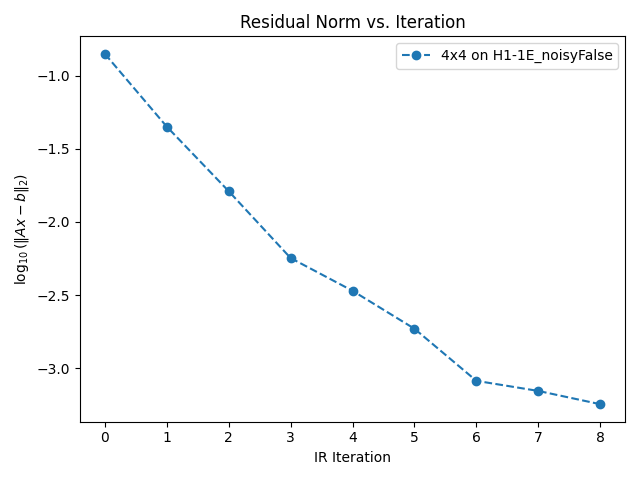 Residual Norm vs. Iteration
4x4 on H1-1E_noisyFalse
log₁₀(‖Ax − b‖₂)
−1.0
−1.5
−2.0
−2.5
−3.0
0 1 2 3 4 5 6 7 8
IR Iteration